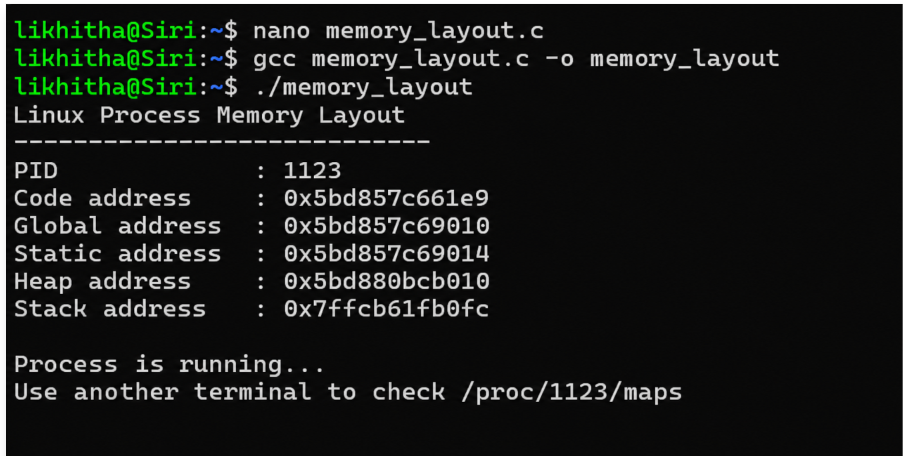 likhitha@Siri:~$ nano memory_layout.c
likhitha@Siri:~$ gcc memory_layout.c -o memory_layout
likhitha@Siri:~$ ./memory_layout
Linux Process Memory Layout
----------------------------
PID             : 1123
Code address    : 0x5bd857c661e9
Global address  : 0x5bd857c69010
Static address  : 0x5bd857c69014
Heap address    : 0x5bd880bcb010
Stack address   : 0x7ffcb61fb0fc
Process is running...
Use another terminal to check /proc/1123/maps